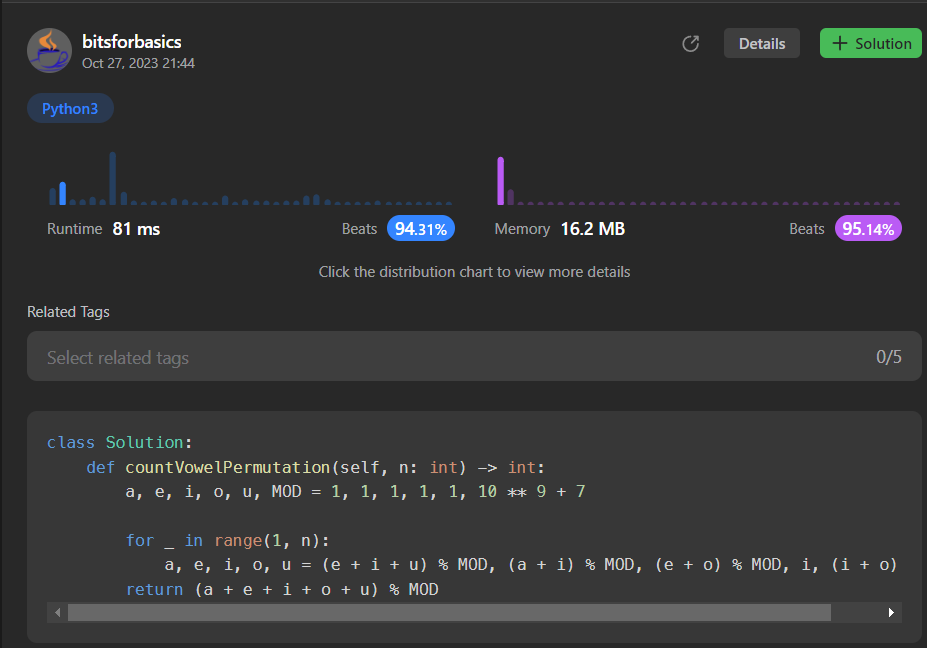 bitsforbasics
Oct 27, 2023 21:44
Details
+ Solution
Python3
Runtime 81 ms Beats 94.31%
Memory 16.2 MB Beats 95.14%
Click the distribution chart to view more details
Related Tags
Select related tags 0/5
class Solution:
    def countVowelPermutation(self, n: int) -> int:
        a, e, i, o, u, MOD = 1, 1, 1, 1, 1, 10 ** 9 + 7

        for _ in range(1, n):
            a, e, i, o, u = (e + i + u) % MOD, (a + i) % MOD, (e + o) % MOD, i, (i + o)
        return (a + e + i + o + u) % MOD